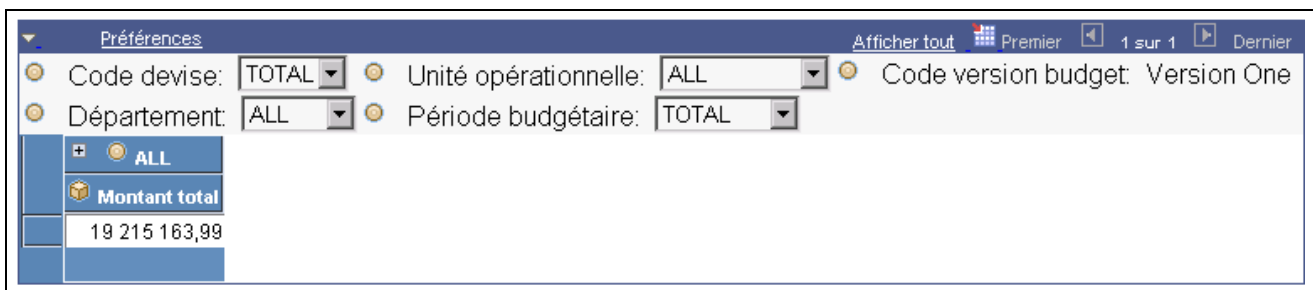 Préférences Afficher tout Premier 1 sur 1 Dernier
Code devise: TOTAL Unité opérationnelle: ALL Code version budget: Version One
Département: ALL Période budgétaire: TOTAL
ALL
Montant total
19 215 163,99